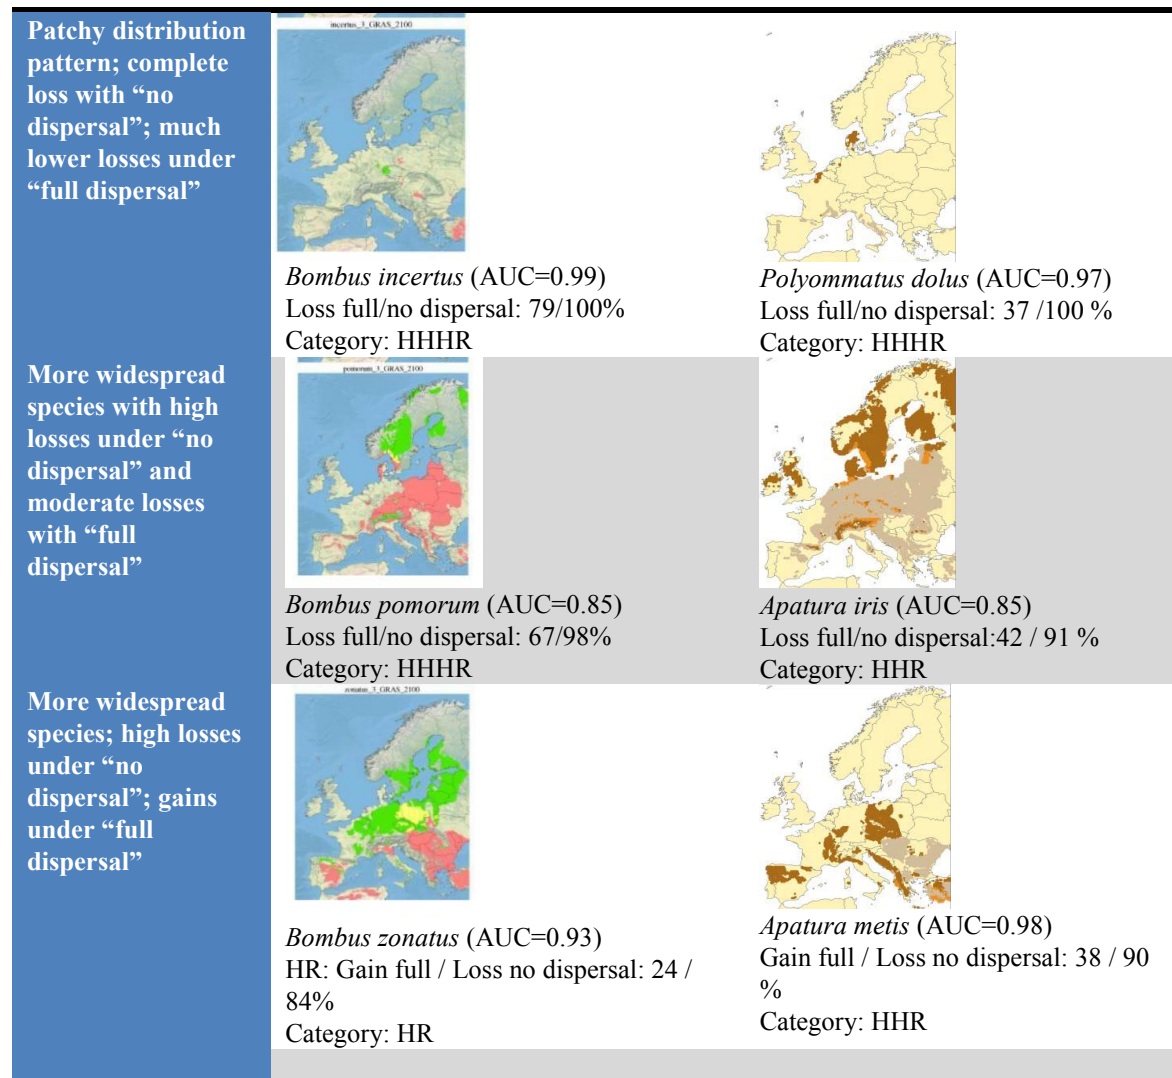 Patchy distribution
pattern; complete
loss with “no
dispersal”; much
lower losses under
“full dispersal”
incertus_3_GRAS_2100
Bombus incertus (AUC=0.99)
Loss full/no dispersal: 79/100%
Category: HHHR
Polyommatus dolus (AUC=0.97)
Loss full/no dispersal: 37 /100 %
Category: HHHR
More widespread
species with high
losses under “no
dispersal” and
moderate losses
with “full
dispersal”
pomorum_3_GRAS_2100
Bombus pomorum (AUC=0.85)
Loss full/no dispersal: 67/98%
Category: HHHR
Apatura iris (AUC=0.85)
Loss full/no dispersal:42 / 91 %
Category: HHR
More widespread
species; high losses
under “no
dispersal”; gains
under “full
dispersal”
zonatus_3_GRAS_2100
Bombus zonatus (AUC=0.93)
HR: Gain full / Loss no dispersal: 24 /
84%
Category: HR
Apatura metis (AUC=0.98)
Gain full / Loss no dispersal: 38 / 90
%
Category: HHR